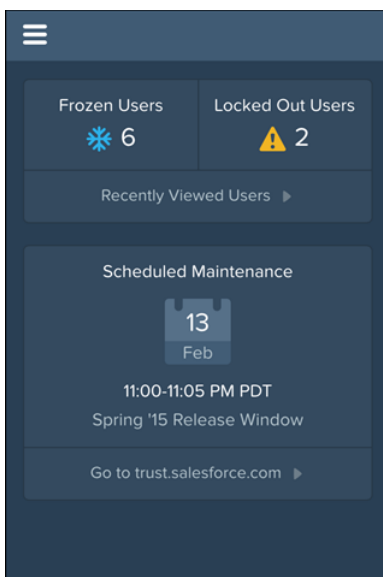 Frozen Users
6
Locked Out Users
2
Recently Viewed Users
Scheduled Maintenance
13
Feb
11:00-11:05 PM PDT
Spring '15 Release Window
Go to trust.salesforce.com